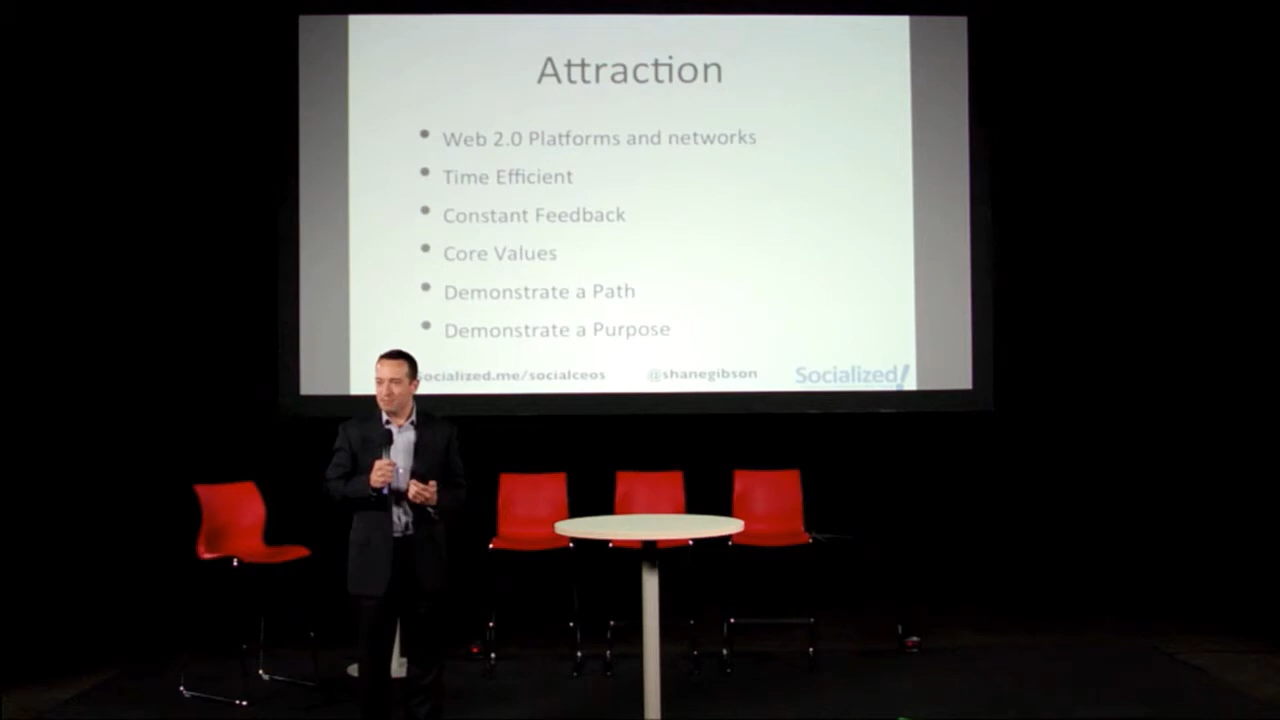 Attraction
• Web 2.0 Platforms and networks
• Time Efficient
• Constant Feedback
• Core Values
• Demonstrate a Path
• Demonstrate a Purpose
socialized.me/socialceos @shanegibson Socialized!